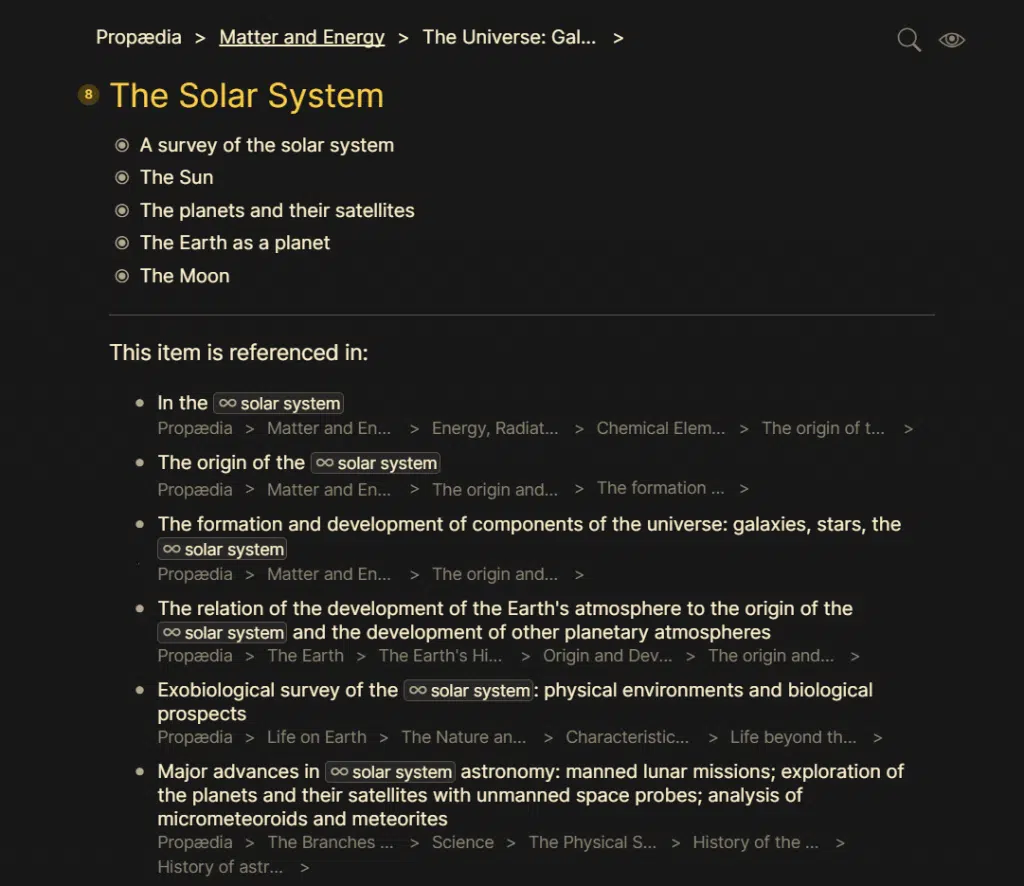 Propædia > Matter and Energy > The Universe: Gal... >
8 The Solar System
A survey of the solar system
The Sun
The planets and their satellites
The Earth as a planet
The Moon
This item is referenced in:
In the ∞ solar system
Propædia > Matter and En... > Energy, Radiat... > Chemical Elem... > The origin of t... >
The origin of the ∞ solar system
Propædia > Matter and En... > The origin and... > The formation ... >
The formation and development of components of the universe: galaxies, stars, the
∞ solar system
Propædia > Matter and En... > The origin and... >
The relation of the development of the Earth's atmosphere to the origin of the
∞ solar system and the development of other planetary atmospheres
Propædia > The Earth > The Earth's Hi... > Origin and Dev... > The origin and... >
Exobiological survey of the ∞ solar system: physical environments and biological
prospects
Propædia > Life on Earth > The Nature an... > Characteristic... > Life beyond th... >
Major advances in ∞ solar system astronomy: manned lunar missions; exploration of
the planets and their satellites with unmanned space probes; analysis of
micrometeoroids and meteorites
Propædia > The Branches ... > Science > The Physical S... > History of the ... >
History of astr... >